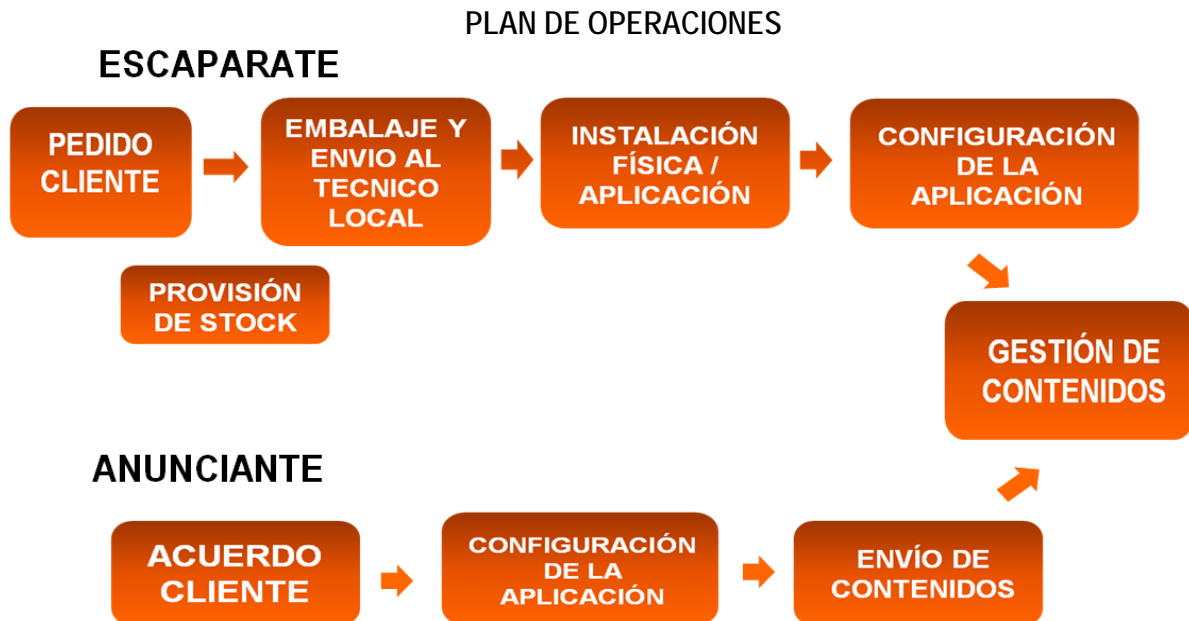 PLAN DE OPERACIONES
ESCAPARATE
PEDIDO
CLIENTE
EMBALAJE Y
ENVIO AL
TECNICO
LOCAL
INSTALACIÓN
FÍSICA /
APLICACIÓN
CONFIGURACIÓN
DE LA
APLICACIÓN
PROVISIÓN
DE STOCK
GESTIÓN DE
CONTENIDOS
ANUNCIANTE
ACUERDO
CLIENTE
CONFIGURACIÓN
DE LA
APLICACIÓN
ENVÍO DE
CONTENIDOS